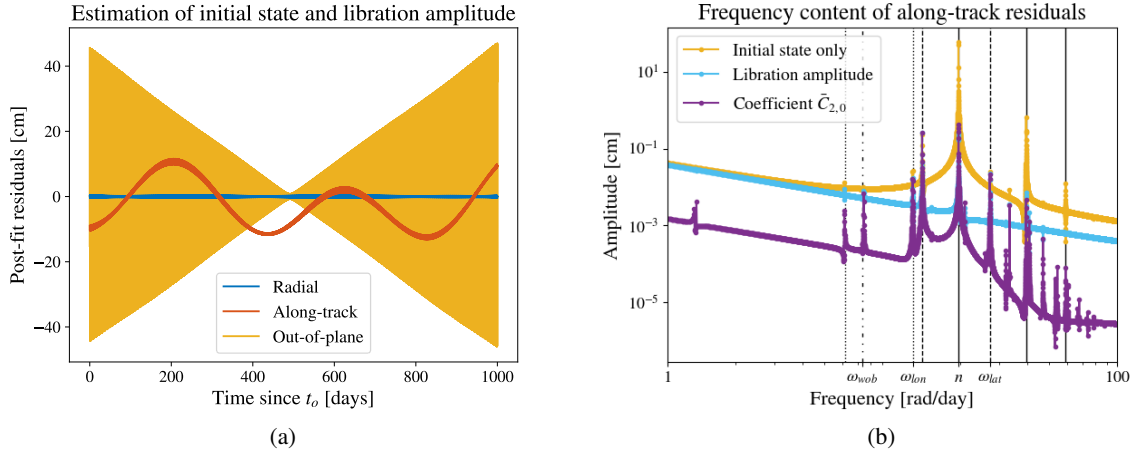 Estimation of initial state and libration amplitude
Post-fit residuals [cm]
40
20
0
−20
−40
Radial
Along-track
Out-of-plane
0 200 400 600 800 1000
Time since t_o [days]
(a)
Frequency content of along-track residuals
Amplitude [cm]
10^1
10^−1
10^−3
10^−5
Initial state only
Libration amplitude
Coefficient C̄_{2,0}
1 ω_wob ω_lon n ω_lat 100
Frequency [rad/day]
(b)